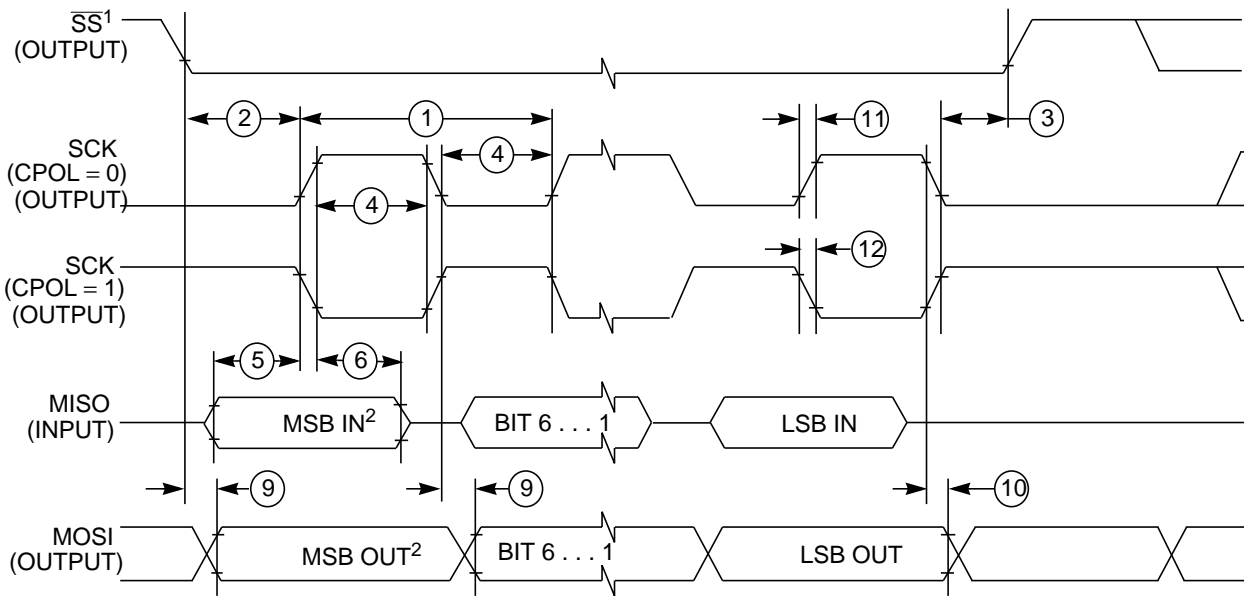 SS¹
(OUTPUT)
2
1
11
3
SCK
(CPOL = 0)
(OUTPUT)
4
4
SCK
(CPOL = 1)
(OUTPUT)
12
5
6
MISO
(INPUT)
MSB IN²
BIT 6 . . . 1
LSB IN
9
9
10
MOSI
(OUTPUT)
MSB OUT²
BIT 6 . . . 1
LSB OUT